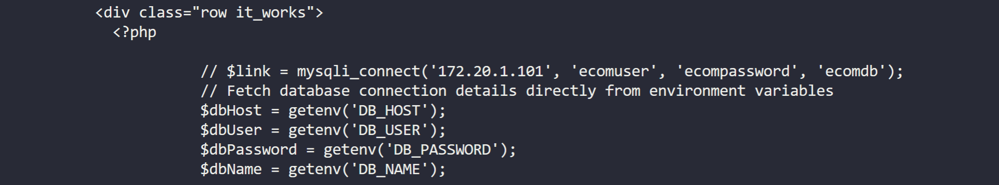 <div class="row it_works">
<?php
// $link = mysqli_connect('172.20.1.101', 'ecomuser', 'ecompassword', 'ecomdb');
// Fetch database connection details directly from environment variables
$dbHost = getenv('DB_HOST');
$dbUser = getenv('DB_USER');
$dbPassword = getenv('DB_PASSWORD');
$dbName = getenv('DB_NAME');